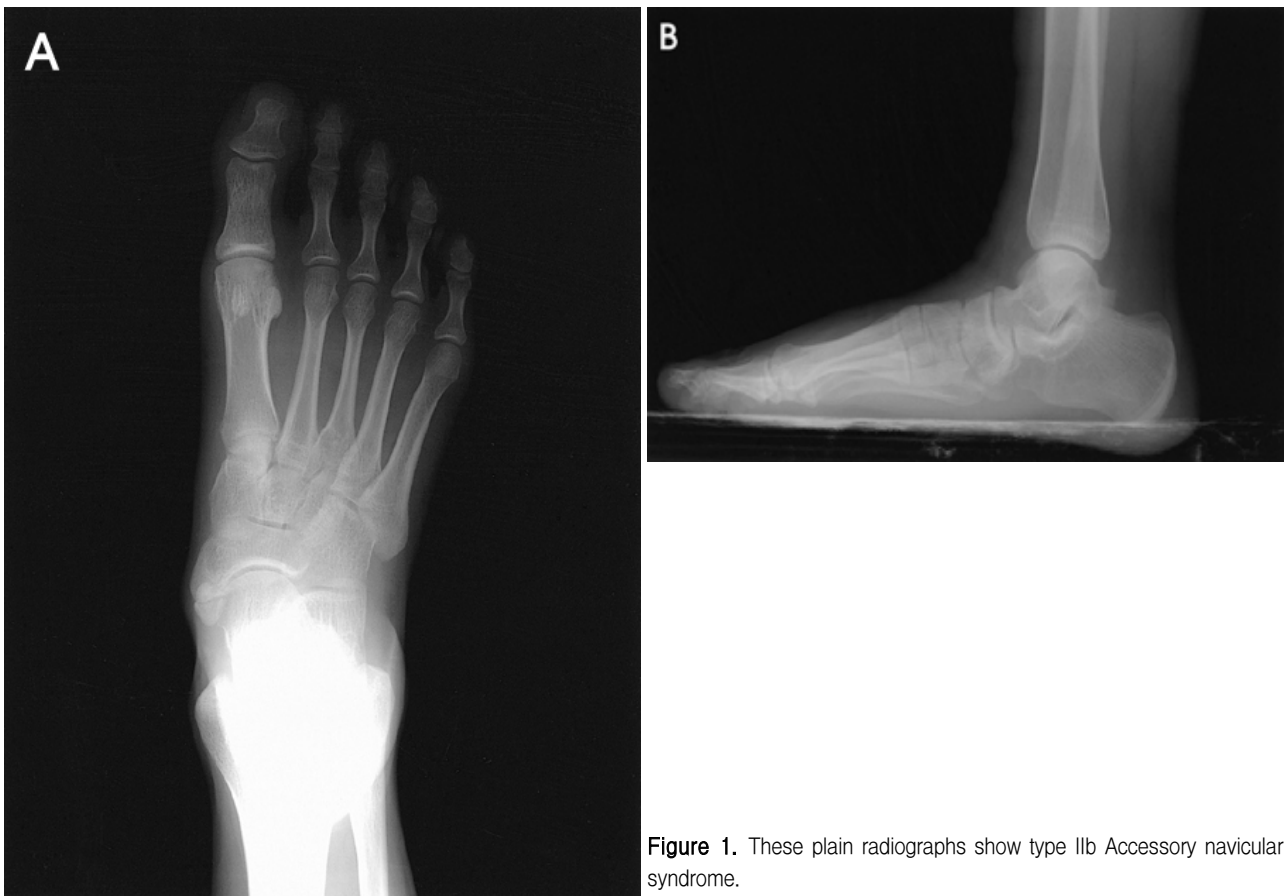 A
B
Figure 1. These plain radiographs show type IIb Accessory navicular
syndrome.